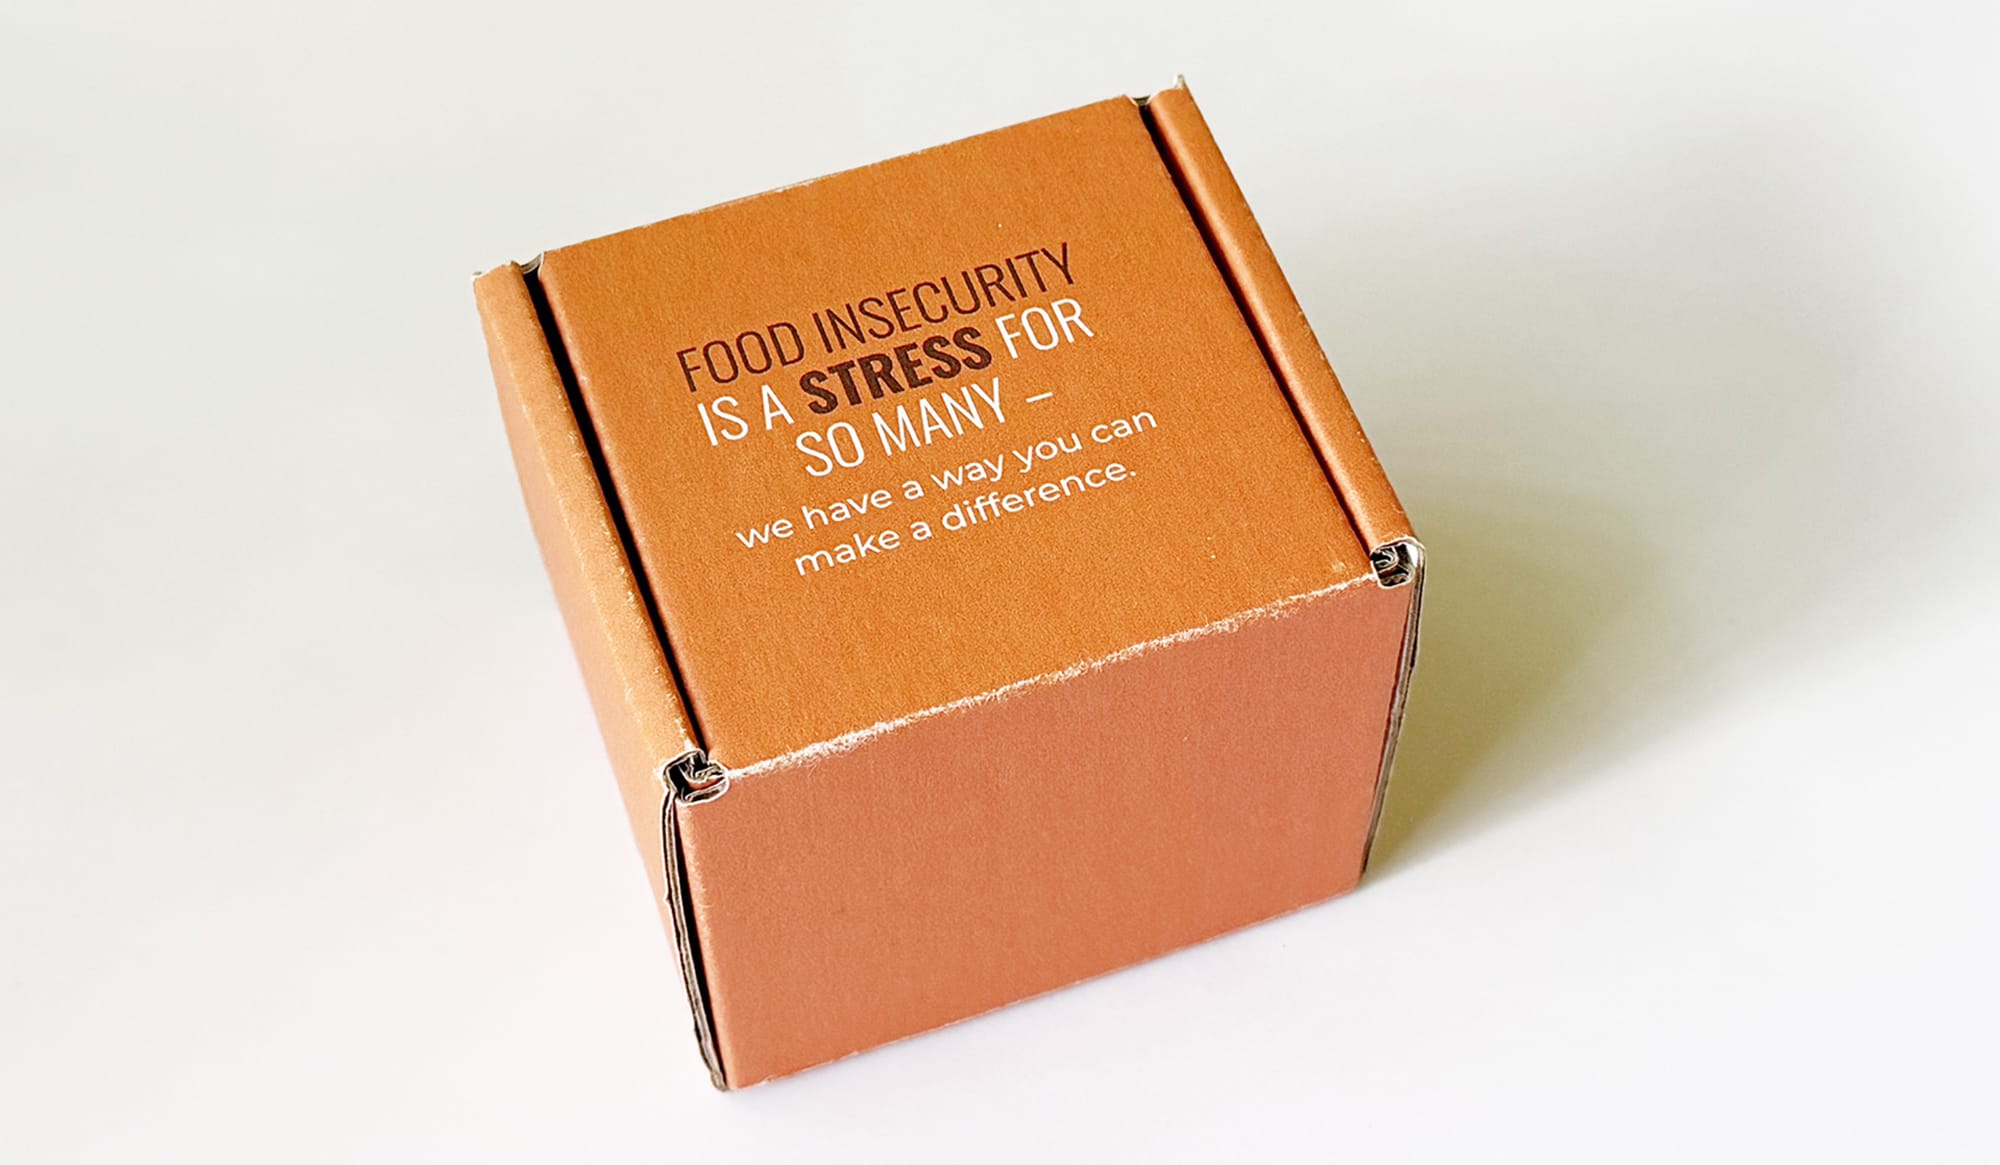 FOOD INSECURITY
IS A STRESS FOR
SO MANY –
we have a way you can
make a difference.